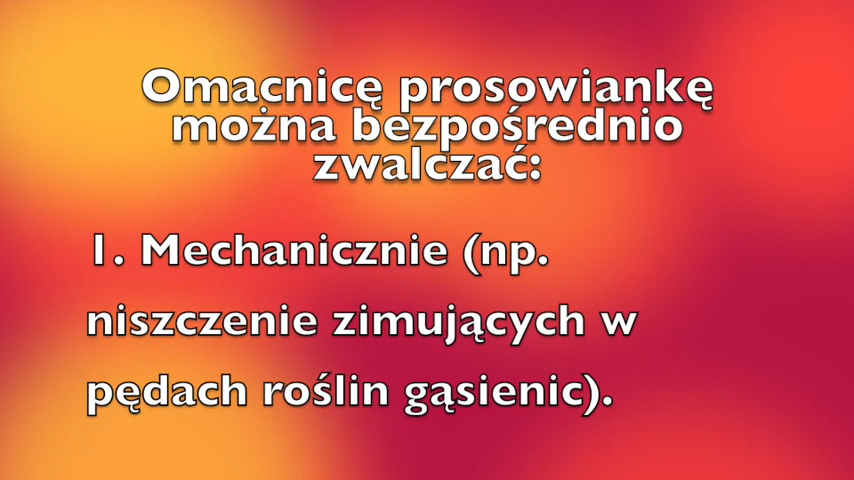 Omacnicę prosowiankę
można bezpośrednio
zwalczać:
1. Mechanicznie (np.
niszczenie zimujących w
pędach roślin gąsienic).